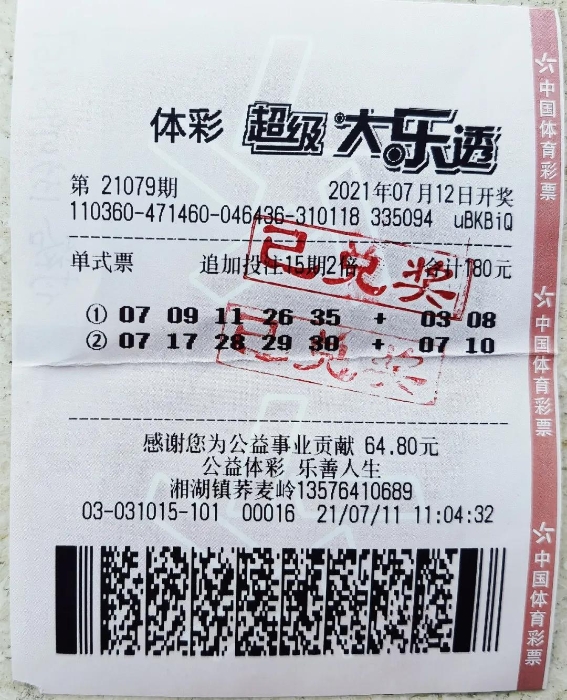 体彩 超级大乐透
第 21079期 2021年07月12日开奖
110360-471460-046436-310118 335094 uBKBiQ
单式票 追加投注15期2倍 合计180元
已兑奖
① 07 09 11 26 35 + 03 08
② 07 17 28 29 30 + 07 10
已兑奖
感谢您为公益事业贡献 64.80元
公益体彩 乐善人生
湘湖镇荞麦岭13576410689
03-031015-101 00016 21/07/11 11:04:32
中国体育彩票
中国体育彩票
中国体育彩票